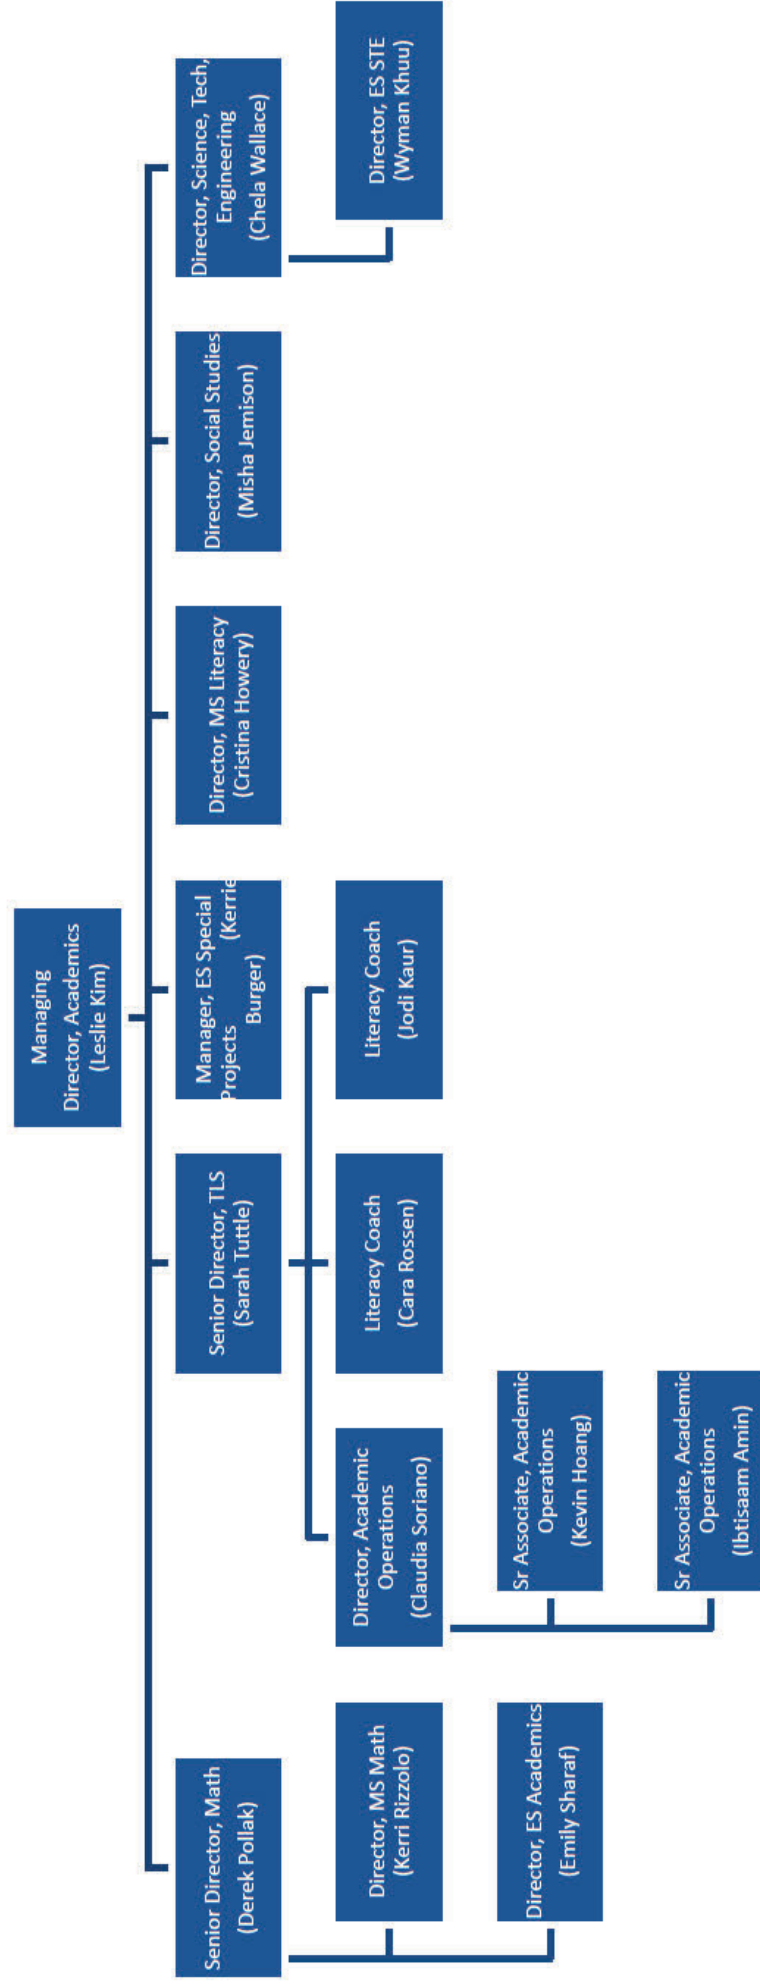 Managing
Director, Academics
(Leslie Kim)
Senior Director, Math
(Derek Pollak)
Senior Director, TLS
(Sarah Tuttle)
Manager, ES Special
Projects (Kerrie
Burger)
Director, MS Literacy
(Cristina Howery)
Director, Social Studies
(Misha Jemison)
Director, Science, Tech,
Engineering
(Chela Wallace)
Director, MS Math
(Kerri Rizzolo)
Director, Academic
Operations
(Claudia Soriano)
Literacy Coach
(Cara Rossen)
Literacy Coach
(Jodi Kaur)
Director, ES STE
(Wyman Khuu)
Director, ES Academics
(Emily Sharaf)
Sr Associate, Academic
Operations
(Kevin Hoang)
Sr Associate, Academic
Operations
(Ibtisaam Amin)